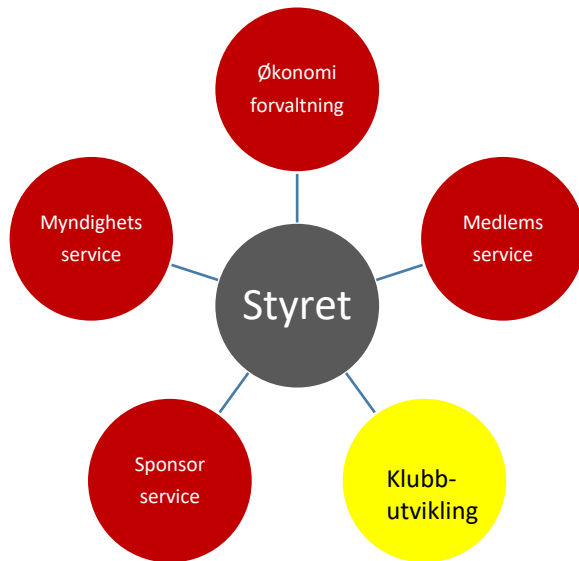 Økonomi
forvaltning
Myndighets
service
Medlems
service
Styret
Sponsor
service
Klubb-
utvikling